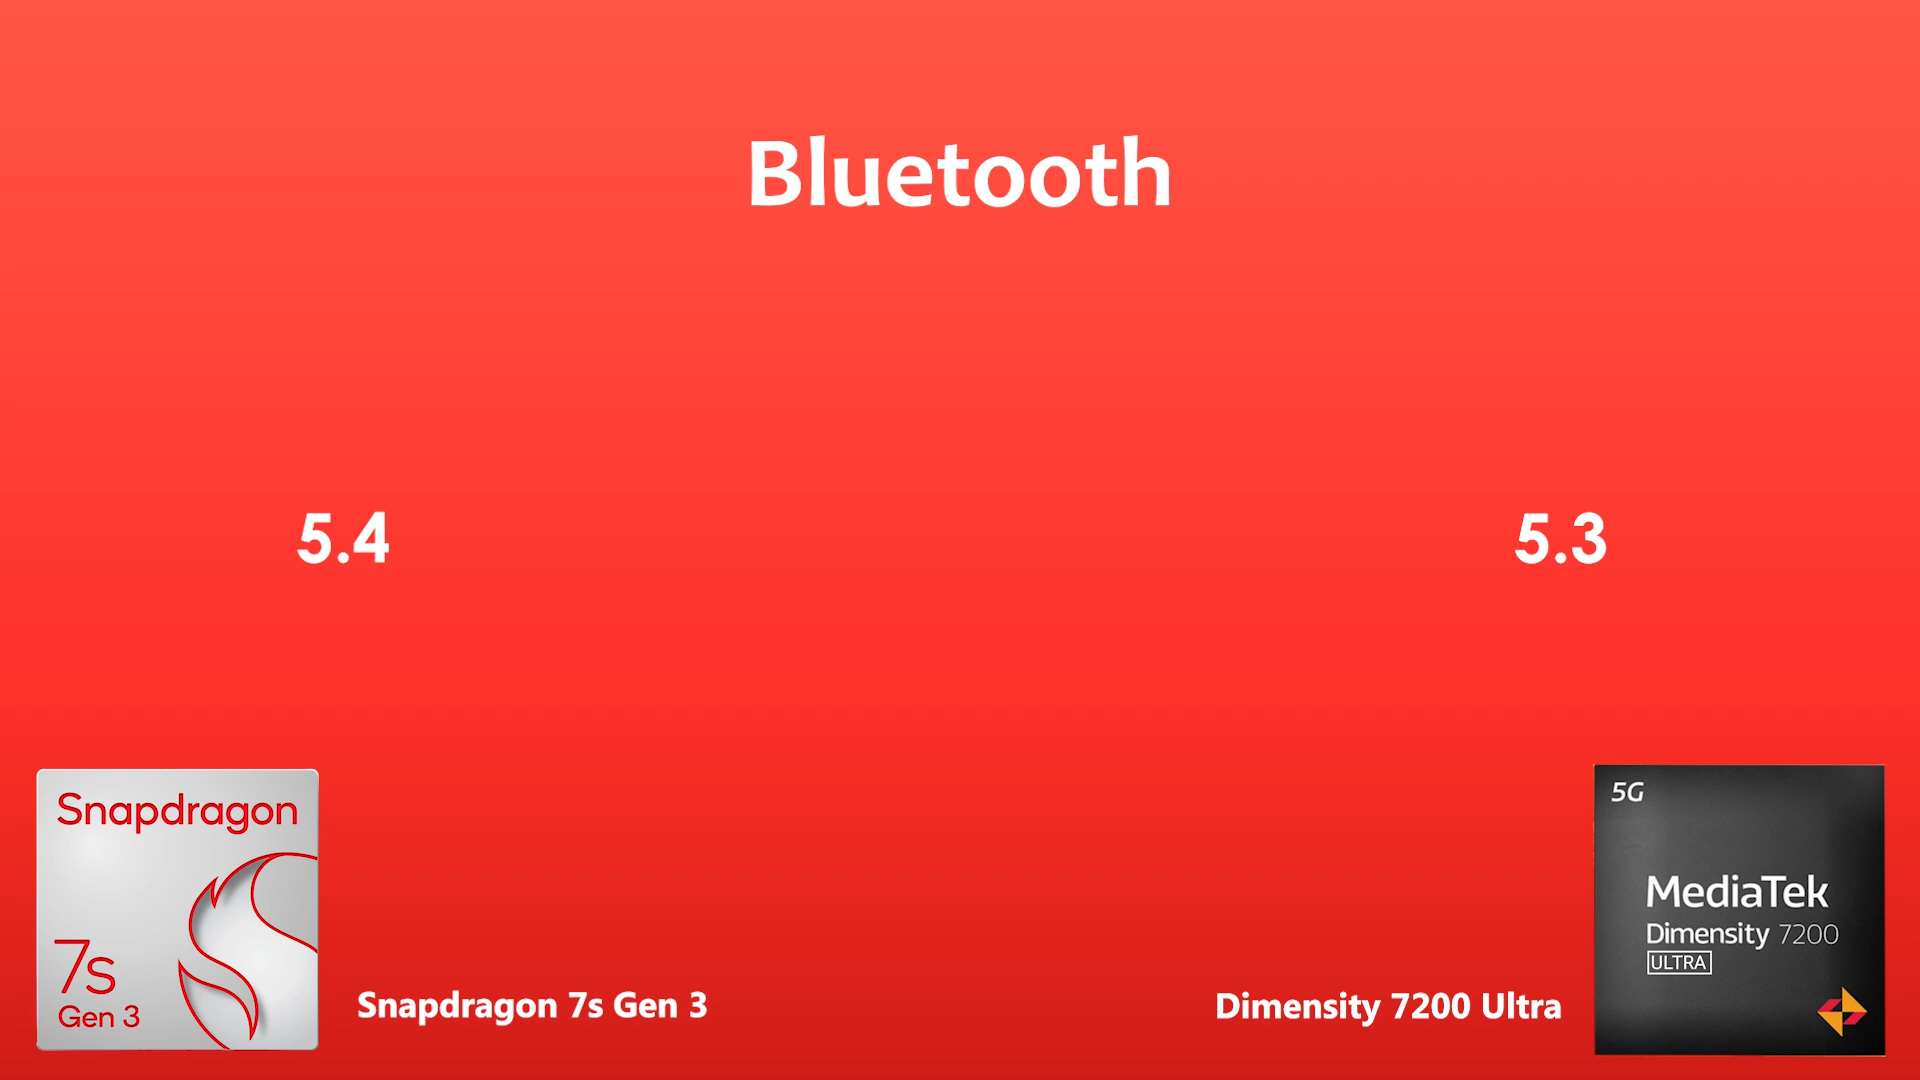 Bluetooth
5.4
5.3
Snapdragon
7s
Gen 3
Snapdragon 7s Gen 3
Dimensity 7200 Ultra
5G
MediaTek
Dimensity 7200
ULTRA